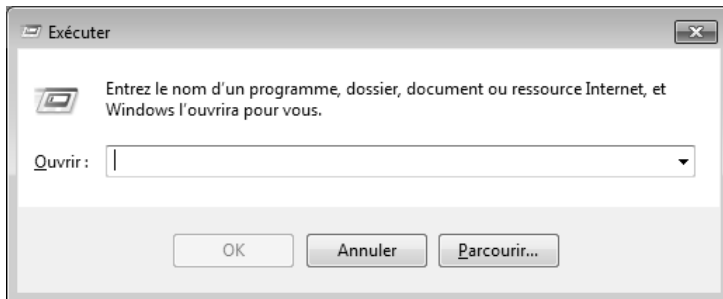 Exécuter
Entrez le nom d'un programme, dossier, document ou ressource Internet, et
Windows l'ouvrira pour vous.
Ouvrir :
OK Annuler Parcourir...